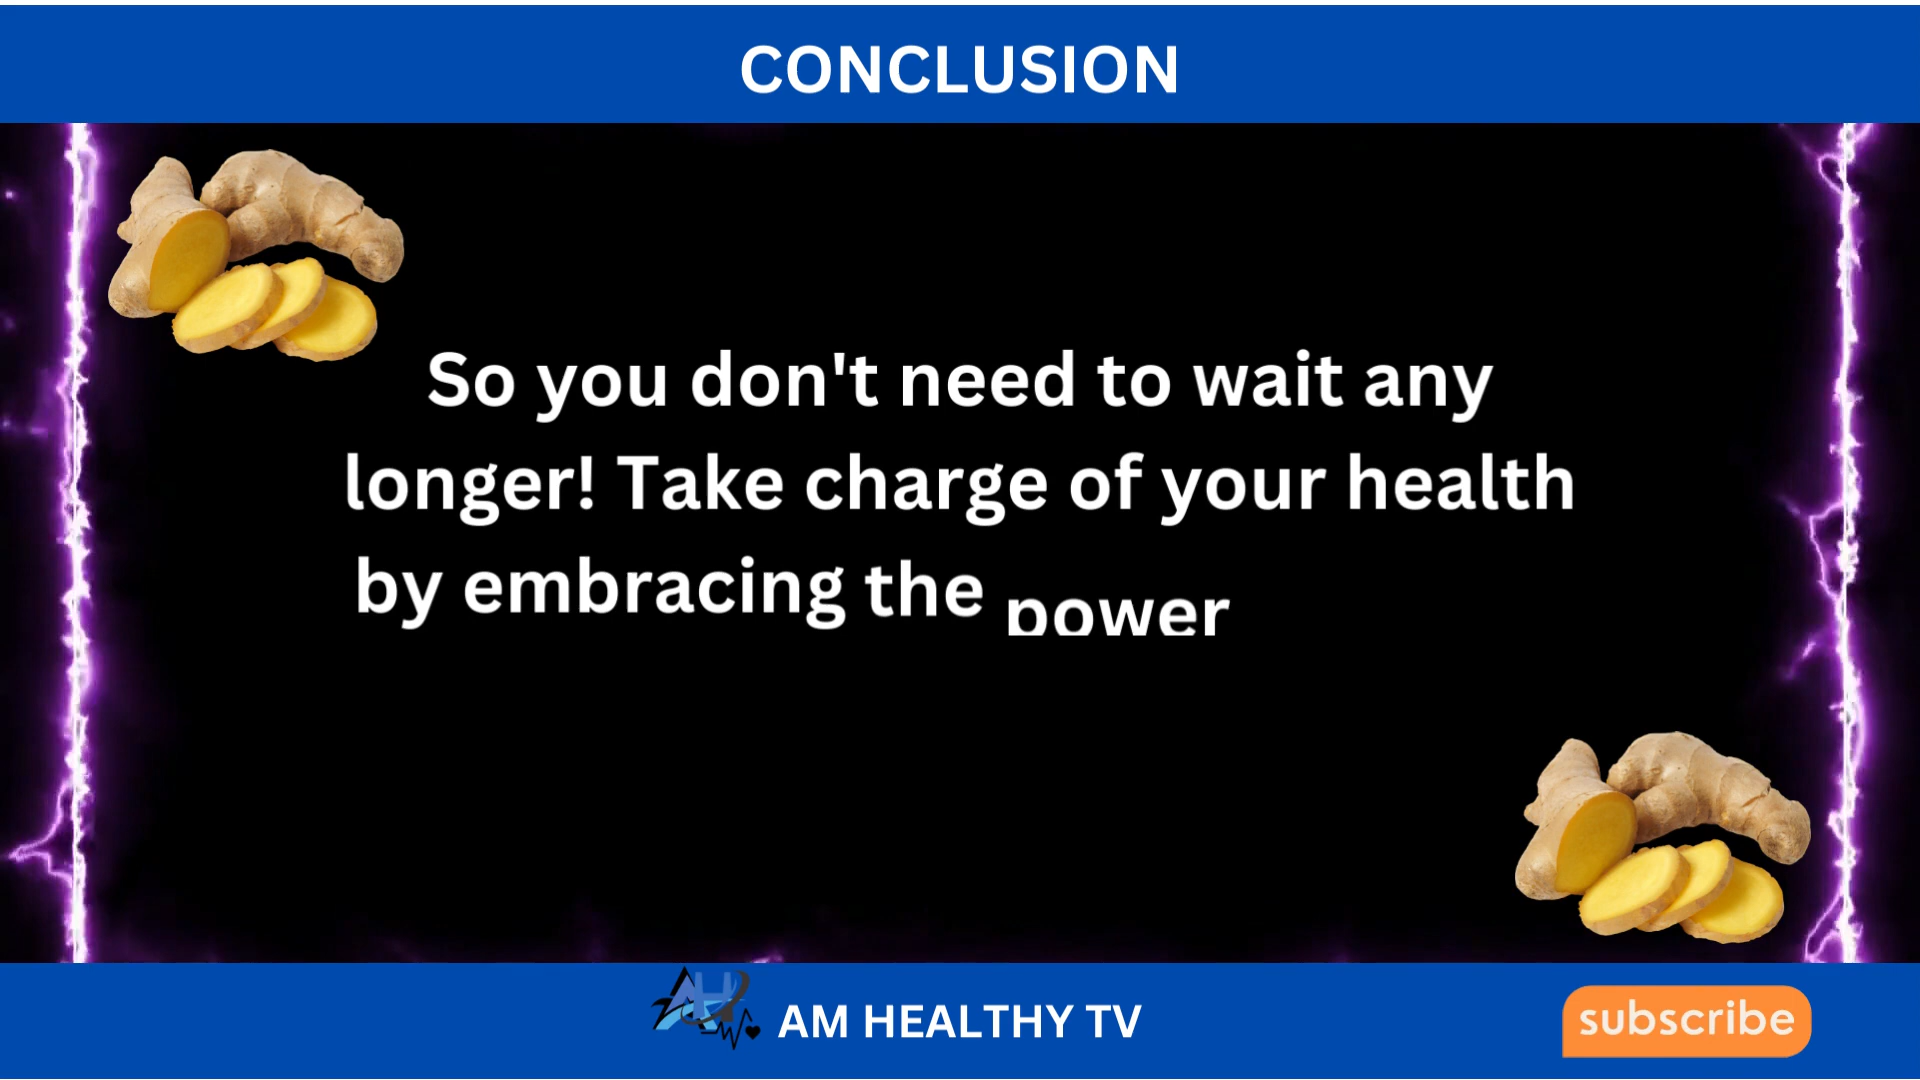 CONCLUSION
So you don't need to wait any
longer! Take charge of your health
by embracing the power
AM HEALTHY TV
subscribe